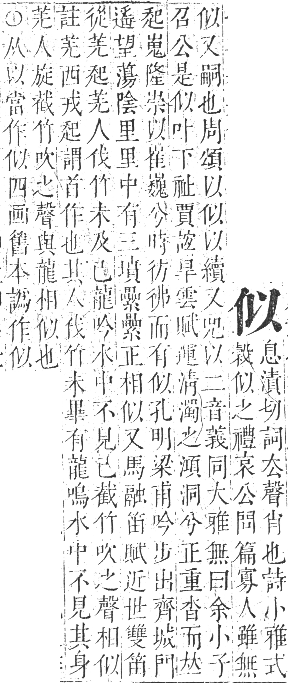 似
息漬切詞去聲肖也詩小雅式
穀似之禮哀公問篇寡人雖無
似又嗣也周頌以似以續又兕以二音義同大雅無曰余小子
召公是似叶下祉賈誼旱雲賦運清濁之澒洞兮正重沓而竝
起嵬隆崇以崔巍兮時彷彿而有似孔明梁甫吟步出齊城門
遙望蕩陰里里中有三墳纍纍正相似又馬融笛賦近世雙笛
從羌起羌人伐竹未及已龍吟水中不見己截竹吹之聲相似
註羌西戎起謂首作也其人伐竹未畢有龍鳴水中不見其身
羌人旋截竹吹之聲與龍相似也
①从㠯當作似四画舊本譌作似